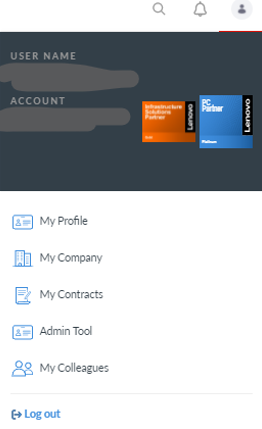 USER NAME
ACCOUNT
Infrastructure
Solutions
Partner
Lenovo
PC
Partner
Platinum
Lenovo
My Profile
My Company
My Contracts
Admin Tool
My Colleagues
Log out